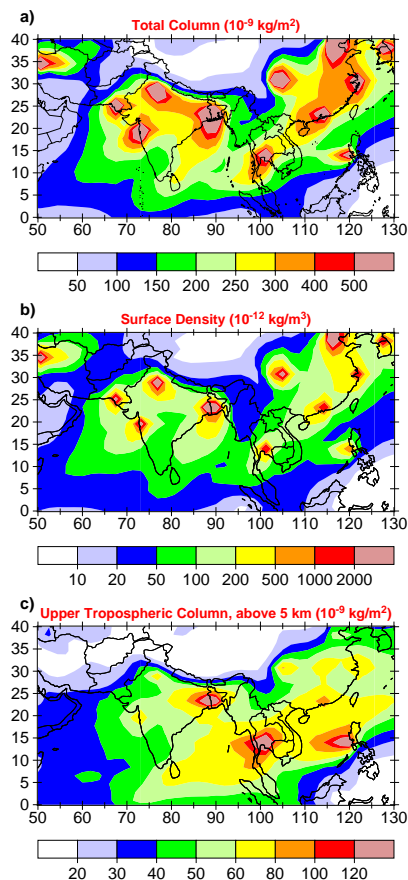 a)
Total Column (10-9 kg/m2)
40
35
30
25
20
15
10
5
0
50 60 70 80 90 100 110 120 130
50 100 150 200 250 300 400 500
b)
Surface Density (10-12 kg/m3)
40
35
30
25
20
15
10
5
0
50 60 70 80 90 100 110 120 130
10 20 50 100 200 500 1000 2000
c)
Upper Tropospheric Column, above 5 km (10-9 kg/m2)
40
35
30
25
20
15
10
5
0
50 60 70 80 90 100 110 120 130
20 30 40 50 60 80 100 120